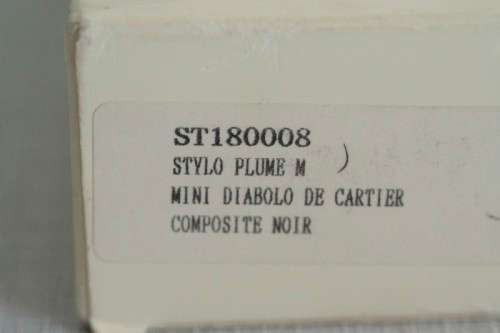 ST180008
STYLO PLUME M
MINI DIABOLO DE CARTIER
COMPOSITE NOIR